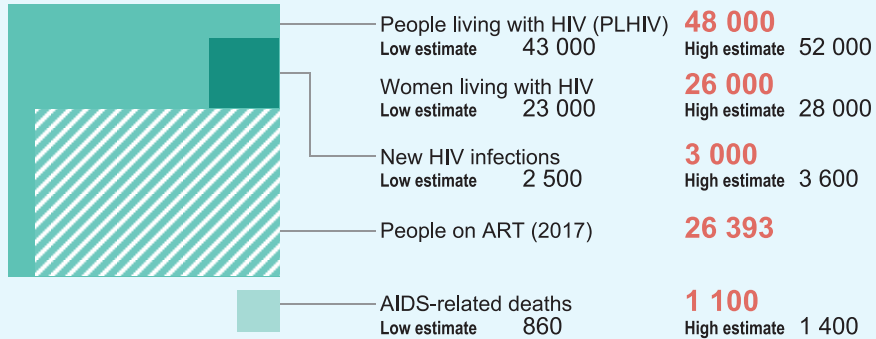 People living with HIV (PLHIV) 48 000
Low estimate 43 000 High estimate 52 000
Women living with HIV 26 000
Low estimate 23 000 High estimate 28 000
New HIV infections 3 000
Low estimate 2 500 High estimate 3 600
People on ART (2017) 26 393
AIDS-related deaths 1 100
Low estimate 860 High estimate 1 400